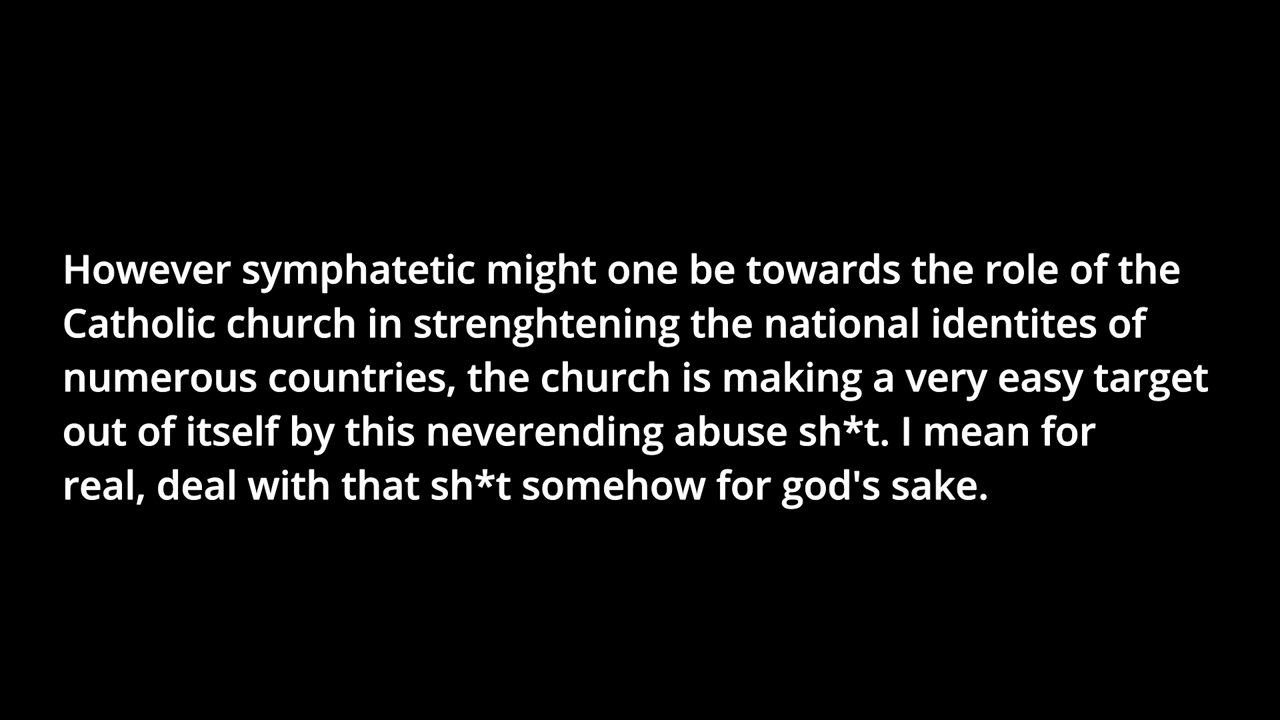 However symphatetic might one be towards the role of the
Catholic church in strenghtening the national identites of
numerous countries, the church is making a very easy target
out of itself by this neverending abuse sh*t. I mean for
real, deal with that sh*t somehow for god's sake.